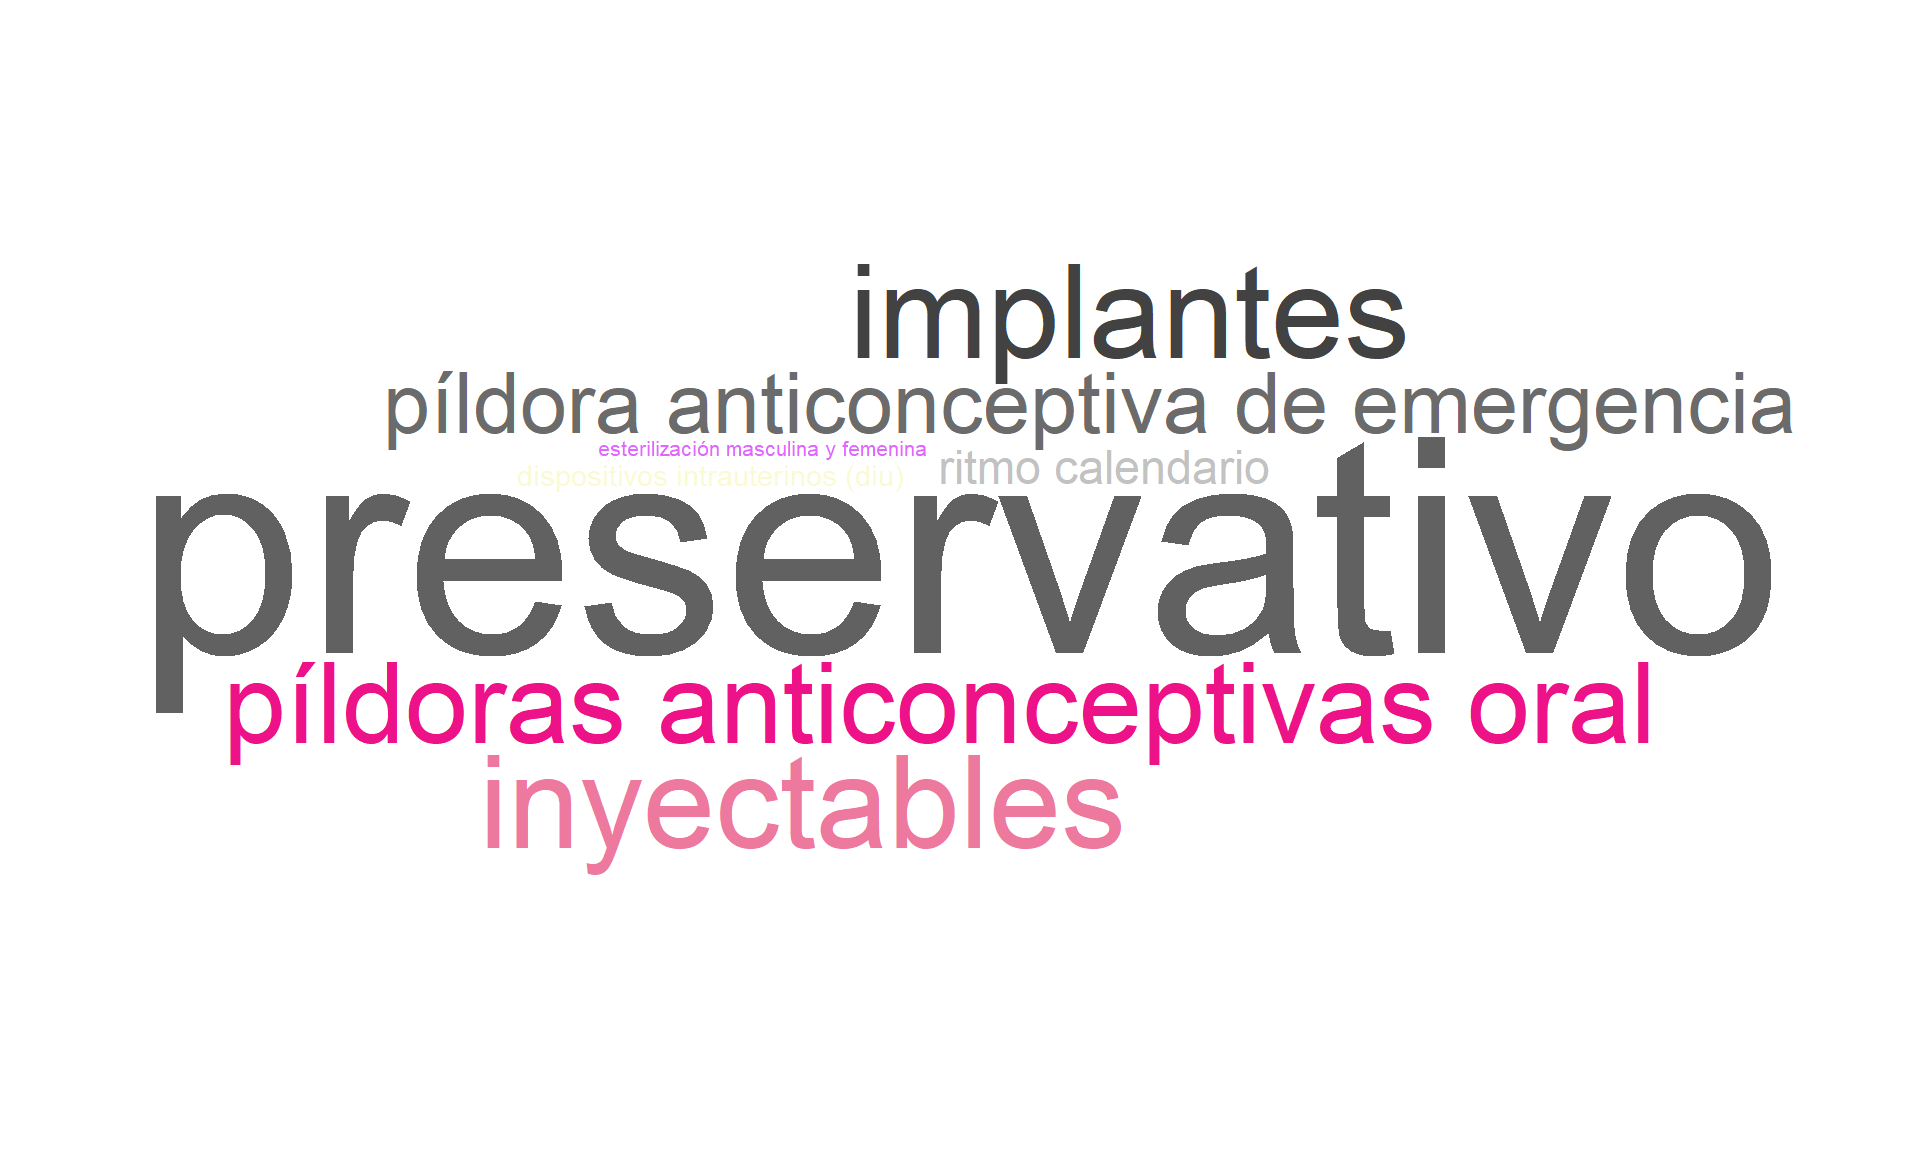 implantes
píldora anticonceptiva de emergencia
esterilización masculina y femenina
ritmo calendario
dispositivos intrauterinos (diu)
preservativo
píldoras anticonceptivas oral
inyectables